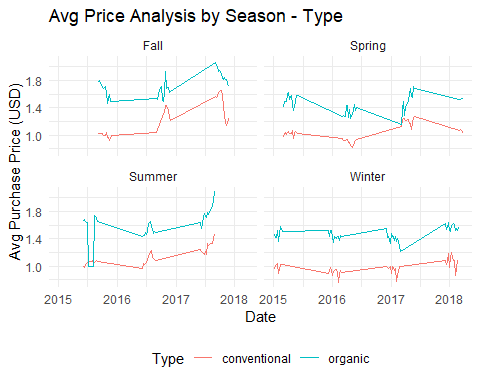 Avg Price Analysis by Season - Type
Fall
Spring
1.8
1.4
1.0
Summer
Winter
1.8
1.4
1.0
Avg Purchase Price (USD)
2015 2016 2017 2018 2015 2016 2017 2018
Date
Type conventional organic